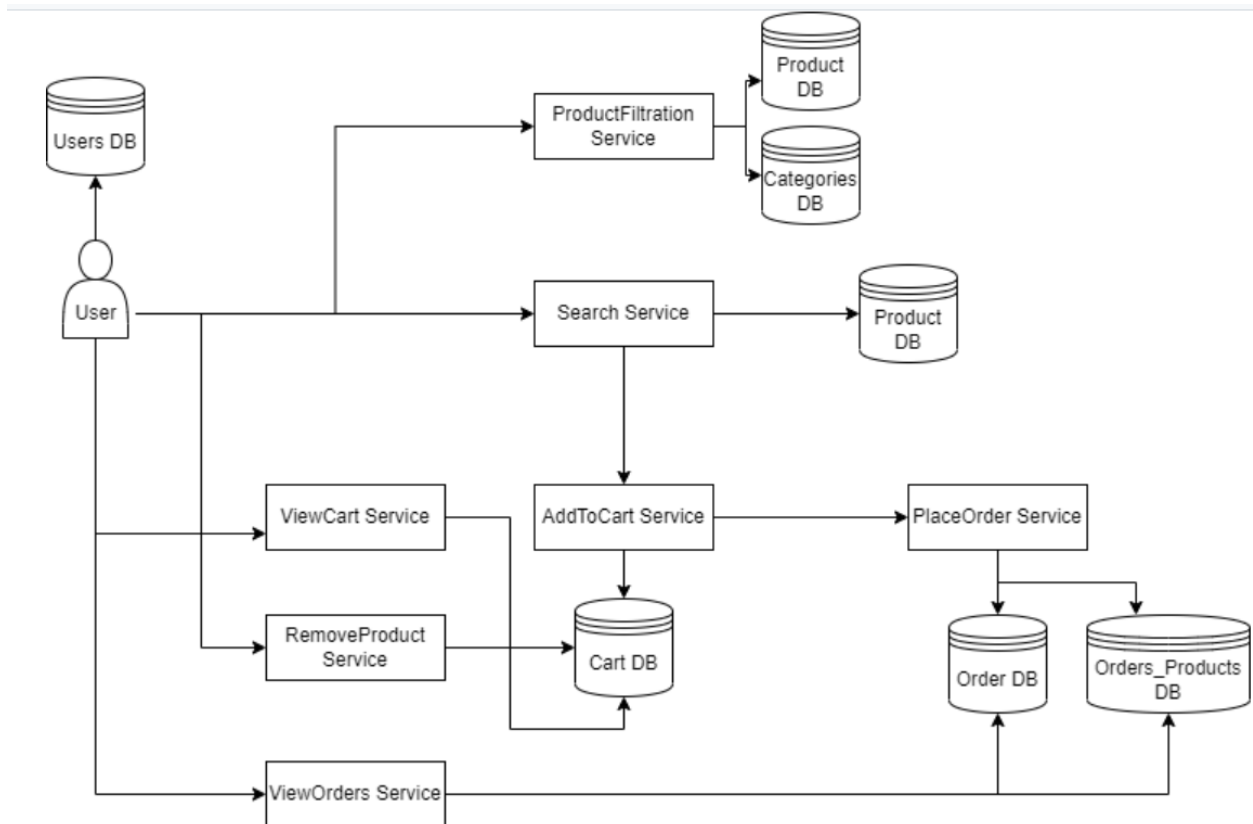 Product
DB
ProductFiltration
Service
Users DB
Categories
DB
User
Search Service
Product
DB
ViewCart Service
AddToCart Service
PlaceOrder Service
RemoveProduct
Service
Cart DB
Order DB
Orders_Products
DB
ViewOrders Service